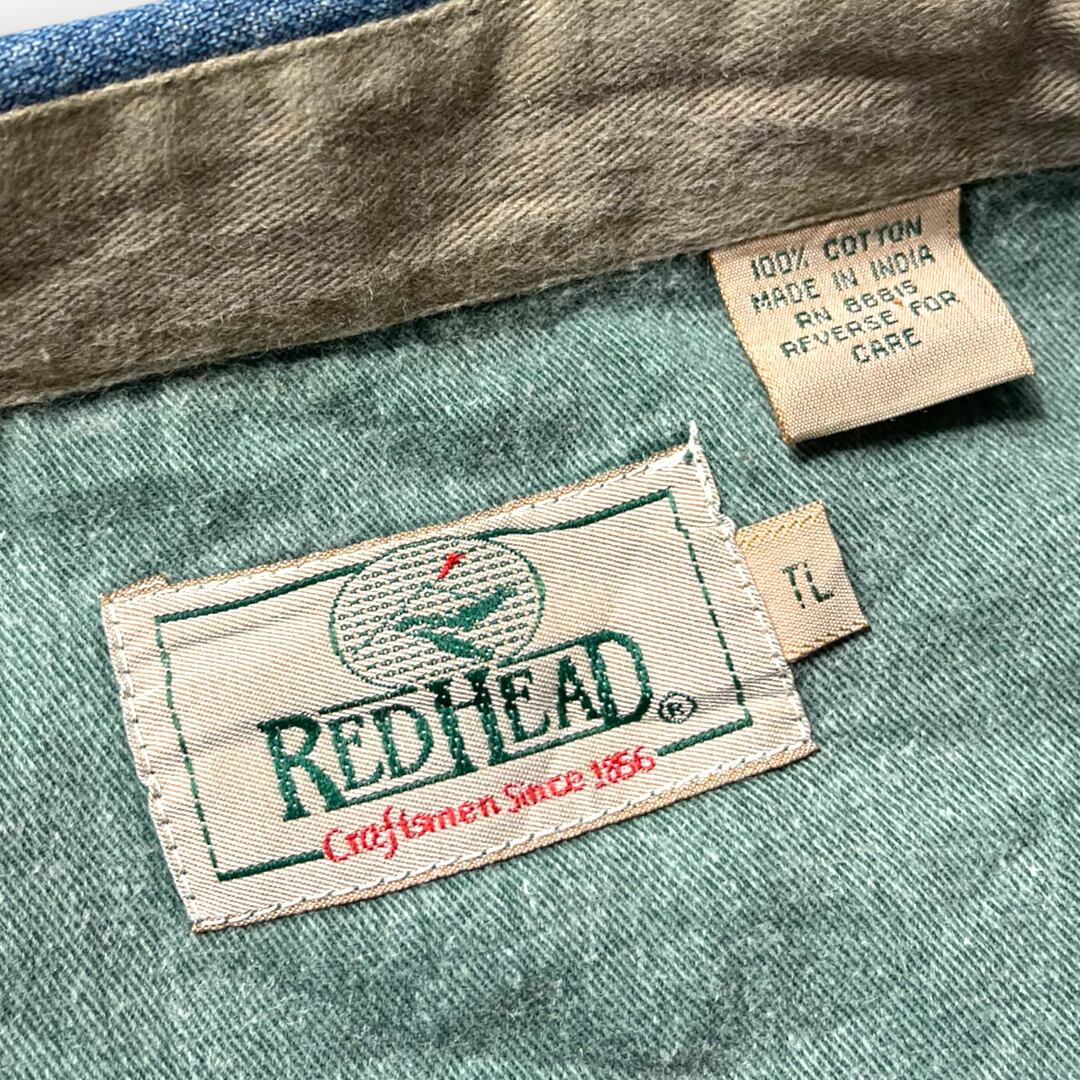 100% COTTON
MADE IN INDIA
RN 88815
REVERSE FOR
CARE
TL
REDHEAD®
Craftsmen Since 1856